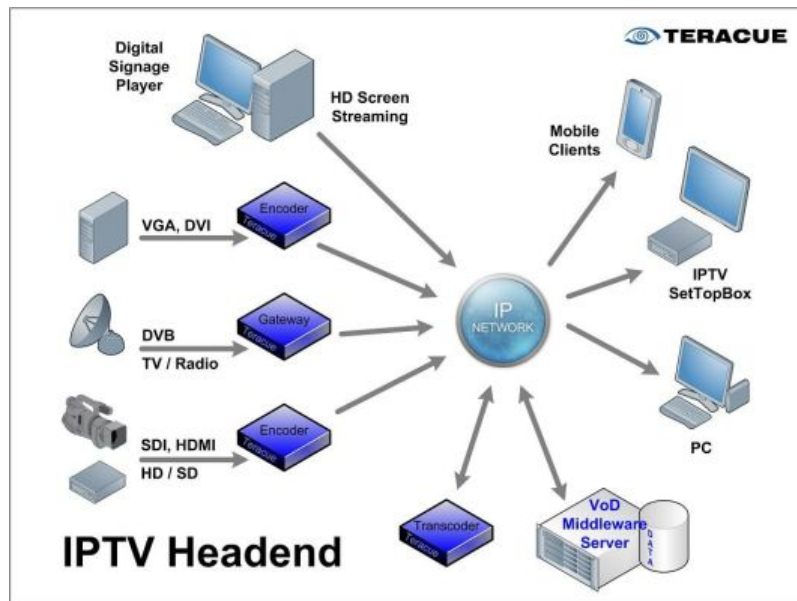 TERACUE
Digital
Signage
Player
HD Screen
Streaming
Mobile
Clients
VGA, DVI
Encoder
Teracue
IPTV
SetTopBox
IP
NETWORK
DVB
TV / Radio
Gateway
Teracue
SDI, HDMI
HD / SD
Encoder
Teracue
PC
Transcoder
Teracue
VoD
Middleware
Server
DATA
IPTV Headend